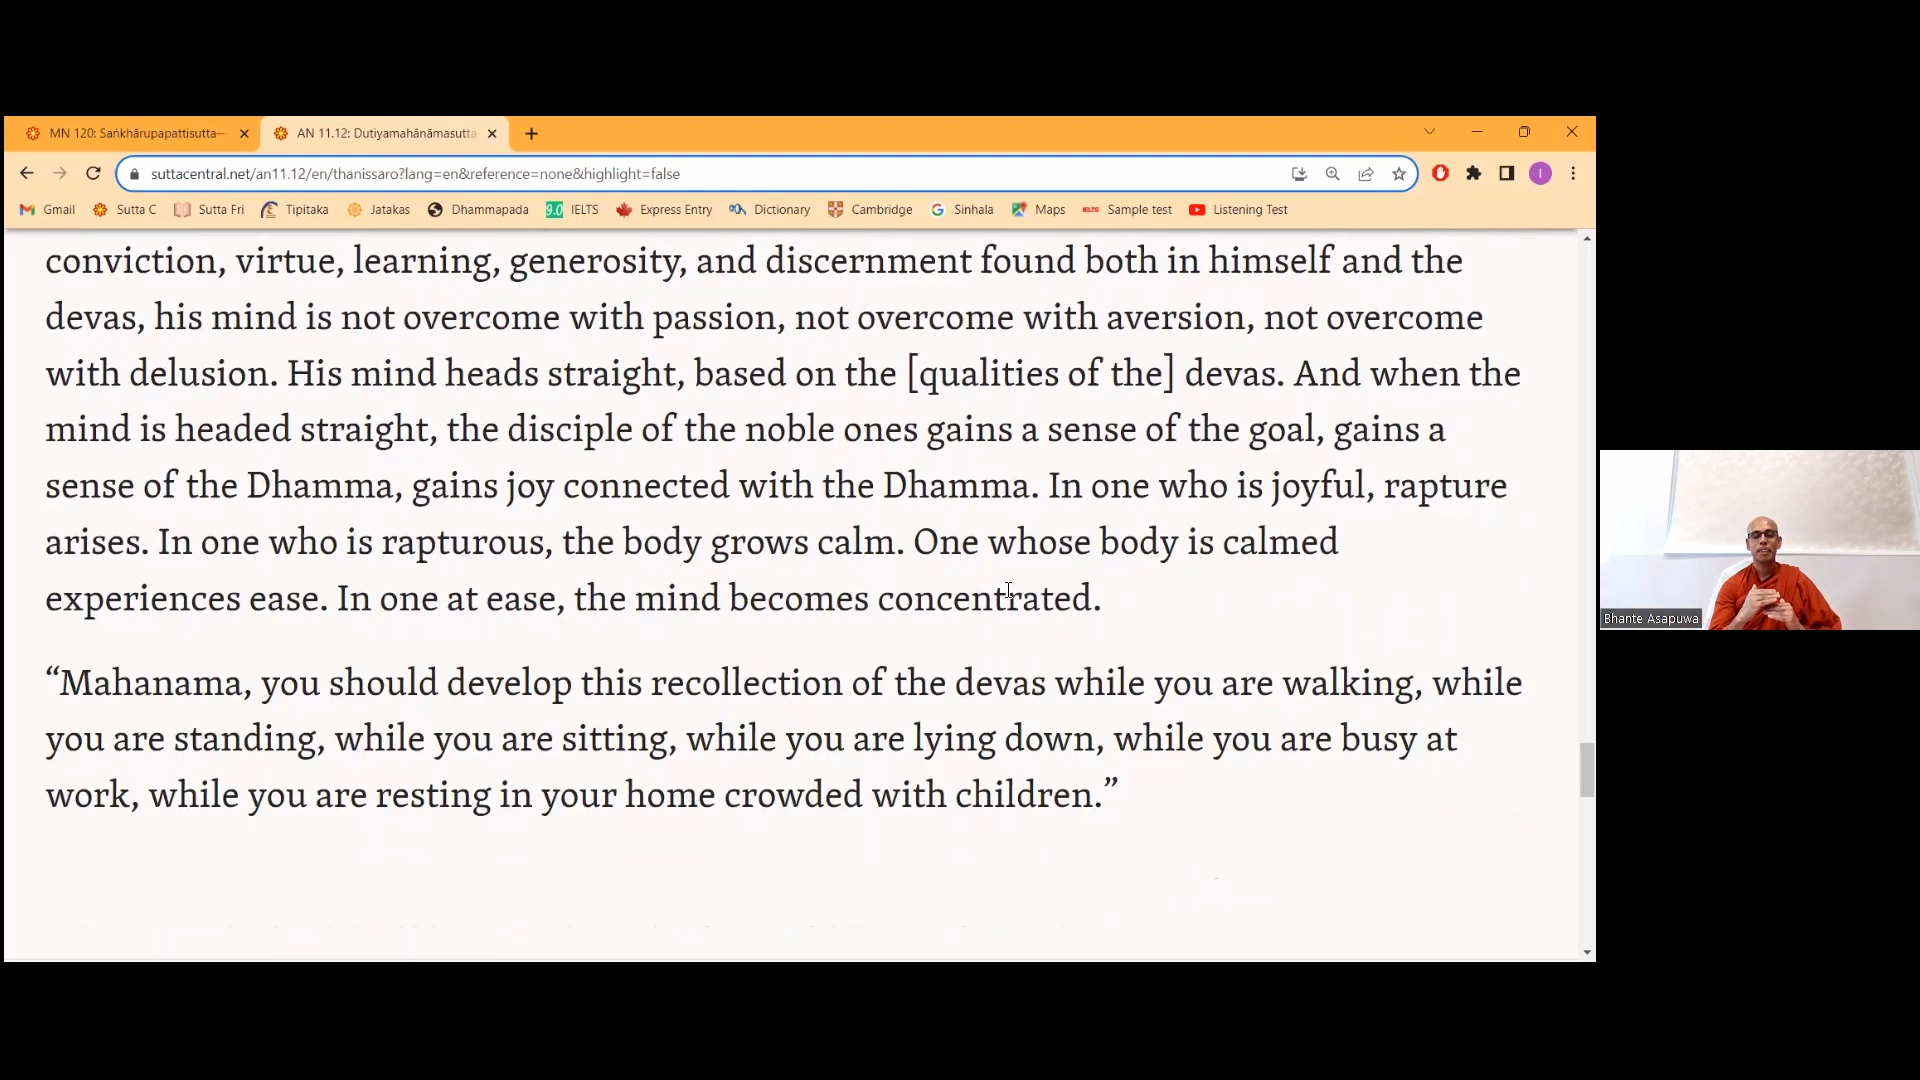 MN 120: Saṅkhārupapattisutta—
AN 11.12: Dutiyamahānāmasutta
suttacentral.net/an11.12/en/thanissaro?lang=en&reference=none&highlight=false
I
Gmail
Sutta C
Sutta Fri
Tipitaka
Jatakas
Dhammapada
9.0 IELTS
Express Entry
Dictionary
Cambridge
Sinhala
Maps
IELTS Sample test
Listening Test
conviction, virtue, learning, generosity, and discernment found both in himself and the
devas, his mind is not overcome with passion, not overcome with aversion, not overcome
with delusion. His mind heads straight, based on the [qualities of the] devas. And when the
mind is headed straight, the disciple of the noble ones gains a sense of the goal, gains a
sense of the Dhamma, gains joy connected with the Dhamma. In one who is joyful, rapture
arises. In one who is rapturous, the body grows calm. One whose body is calmed
experiences ease. In one at ease, the mind becomes concentrated.
“Mahanama, you should develop this recollection of the devas while you are walking, while
you are standing, while you are sitting, while you are lying down, while you are busy at
work, while you are resting in your home crowded with children.”
Bhante Asapuwa